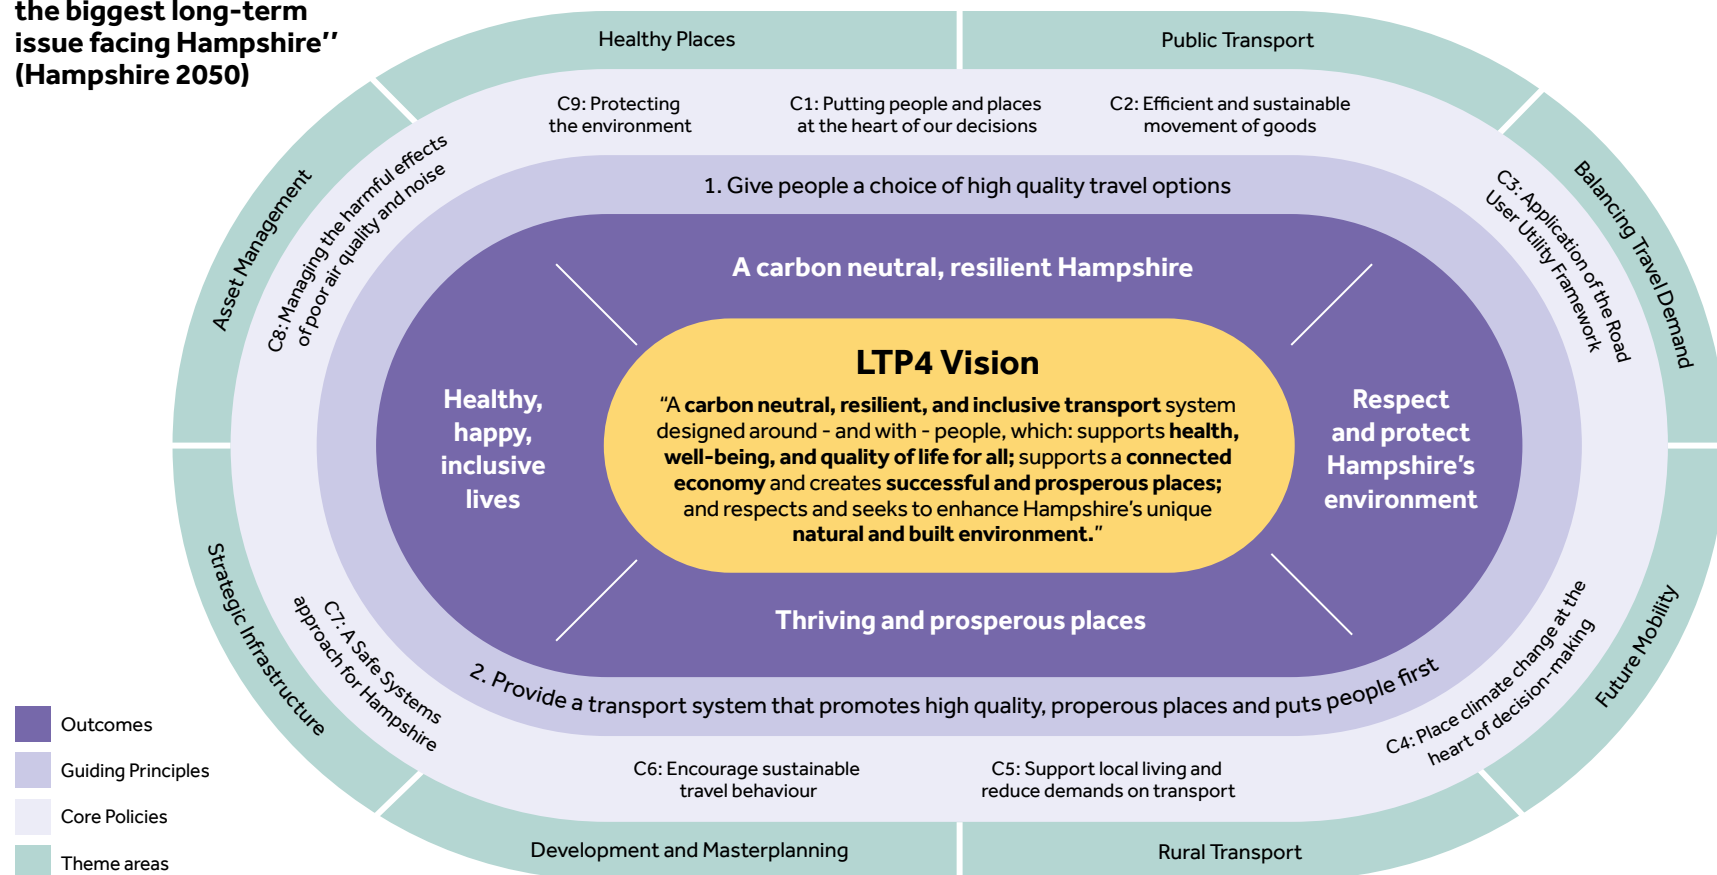 the biggest long-term
issue facing Hampshire’’
(Hampshire 2050)
Healthy Places
Public Transport
Balancing Travel Demand
Future Mobility
Rural Transport
Development and Masterplanning
Strategic Infrastructure
Asset Management
C9: Protecting
the environment
C1: Putting people and places
at the heart of our decisions
C2: Efficient and sustainable
movement of goods
C3: Application of the Road
User Utility Framework
C4: Place climate change at the
heart of decision-making
C5: Support local living and
reduce demands on transport
C6: Encourage sustainable
travel behaviour
C7: A Safe Systems
approach for Hampshire
C8: Managing the harmful effects
of poor air quality and noise
1. Give people a choice of high quality travel options
A carbon neutral, resilient Hampshire
Healthy,
happy,
inclusive
lives
LTP4 Vision
“A carbon neutral, resilient, and inclusive transport system
designed around - and with - people, which: supports health,
well-being, and quality of life for all; supports a connected
economy and creates successful and prosperous places;
and respects and seeks to enhance Hampshire’s unique
natural and built environment.”
Respect
and protect
Hampshire’s
environment
Thriving and prosperous places
2. Provide a transport system that promotes high quality, properous places and puts people first
Outcomes
Guiding Principles
Core Policies
Theme areas